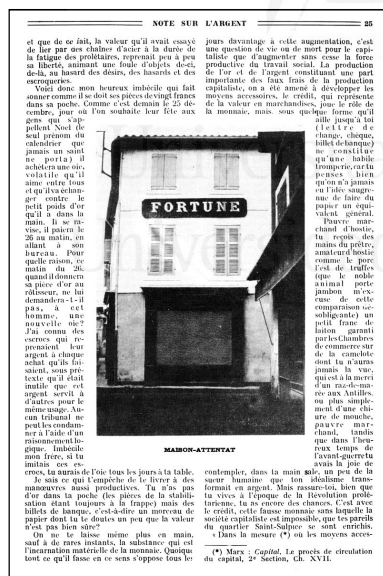 NOTE SUR L'ARGENT
25
et que de ce fait, la valeur qu'il avait essayé
de lier par des chaînes d'acier à la durée de
la fatigue des prolétaires, reprenait peu à peu
sa liberté, animant une foule d'objets de-ci,
de-là, au hasard des désirs, des hasards et des
escroqueries.
Voici donc mon heureux imbécile qui fait
sonner comme il se doit ses pièces de vingt francs
dans sa poche. Comme c'est demain le 25 dé-
cembre, jour où l'on souhaite leur fête aux
gens qui s'ap-
pellent Noël (le
seul prénom du
calendrier que
jamais un saint
ne porta) il
achètera une oie,
volatile qu'il
aime entre tous
et qu'il va échan-
ger contre le
petit poids d'or
qu'il a dans la
main. Il se ra-
vise, il paiera le
26 au matin, en
allant à son
bureau. Pour
quelle raison, ce
matin du 26,
quand il donnera
sa pièce d'or au
rôtisseur, ne lui
demandera-t-il
pas, à cet
homme, une
nouvelle oie?
J'ai connu des
escrocs qui re-
prenaient leur
argent à chaque
achat qu'ils fai-
saient, sous pré-
texte qu'il était
inutile que cet
argent servît à
d'autres pour le
même usage. Au-
cun tribunal ne
peut les condam-
ner à l'aide d'un
raisonnement lo-
gique. Imbécile
mon frère, si tu
imitais ces es-
crocs, tu aurais de l'oie tous les jours à ta table.
Je sais ce qui t'empêche de te livrer à des
manœuvres aussi productives. Tu n'as pas
d'or dans ta poche (les pièces de la stabili-
sation étant toujours à la frappe) mais des
billets de banque, c'est-à-dire un morceau de
papier dont tu te doutes un peu que la valeur
n'est pas bien sûre?
On ne te laisse même plus en main,
sauf à de rares instants, la substance qui est
l'incarnation matérielle de la monnaie. Quoique
tout ce qu'il fasse en ce sens s'oppose tous les
FORTUNE
MAISON-ATTENTAT
jours davantage à cette augmentation, c'est
une question de vie ou de mort pour le capi-
taliste que d'augmenter sans cesse la force
productive du travail social. La production
de l'or et de l'argent constituant une part
importante des faux frais de la production
capitaliste, on a été amené à développer les
moyens accessoires, le crédit, qui représente
de la valeur en marchandises, joue le rôle de
la monnaie, mais sous quelque forme qu'il
aille jusqu'à toi
(lettre de
change, chèque,
billet de banque)
ne constitue
qu'une habile
tromperie, car tu
penses bien
qu'on n'a jamais
eu l'idée saugre-
nue de faire du
papier un équi-
valent général.
Pauvre mar-
chand d'hostie,
tu reçois des
mains du prêtre,
amateur d'hostie
comme le porc
l'est de truffes
(que le noble
animal porte
jambon m'ex-
cuse de cette
comparaison dé-
sobligeante) un
petit franc de
laiton garanti
par les Chambres
de commerce sur
de la camelote
dont tu n'auras
jamais la vue,
qui est à la merci
d'un raz-de-ma-
rée aux Antilles,
ou plus simple-
ment d'une chi-
ure de mouche,
pauvre mar-
chand, tandis
que dans l'heu-
reux temps de
l'avant-guerre tu
avais la joie de
contempler, dans ta main sale, un peu de la
sueur humaine que ton idéalisme trans-
formait en argent. Mais rassure-toi, bien que
tu vives à l'époque de la Révolution prolé-
tarienne, tu as encore des chances. C'est avec
le crédit, cette fausse monnaie sans laquelle la
société capitaliste est impossible, que tes pareils
du quartier Saint-Sulpice se sont enrichis.
« Dans la mesure (*) où les moyens acces-
(*) Marx : Capital, Le procès de circulation
du capital, 2e Section, Ch. XVII.